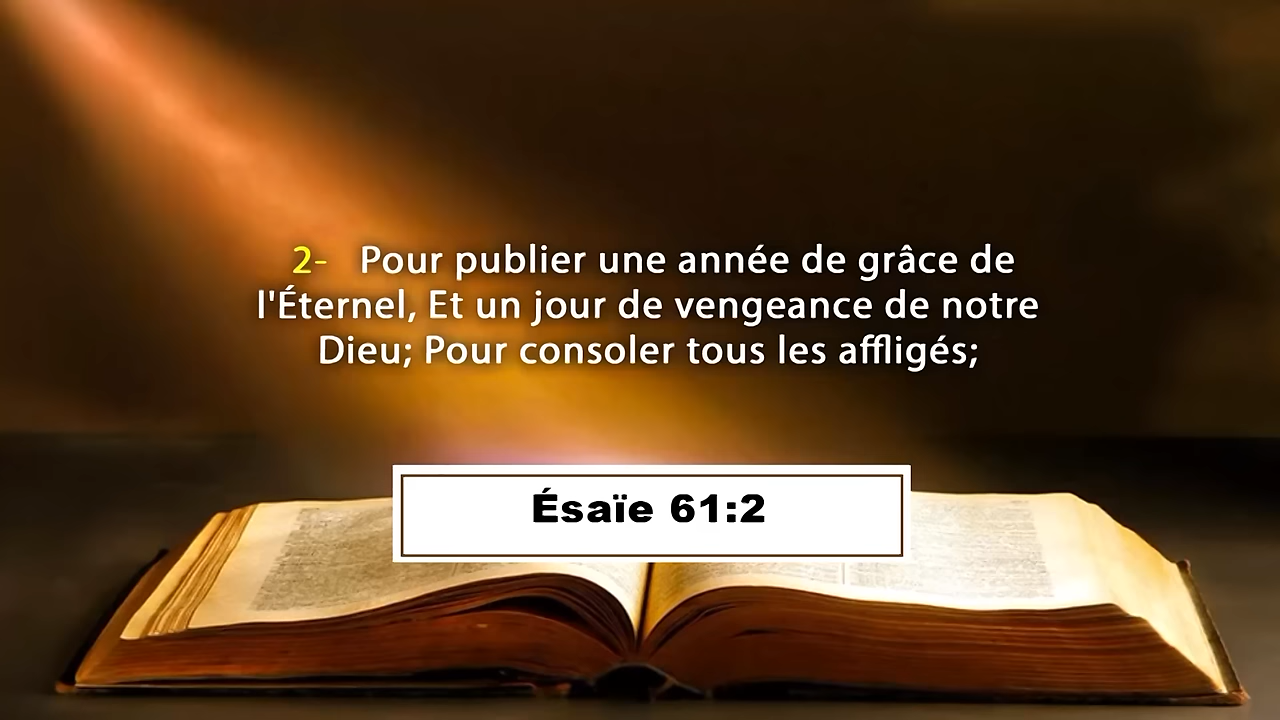 2- Pour publier une année de grâce de
l'Éternel, Et un jour de vengeance de notre
Dieu; Pour consoler tous les affligés;
Ésaïe 61:2